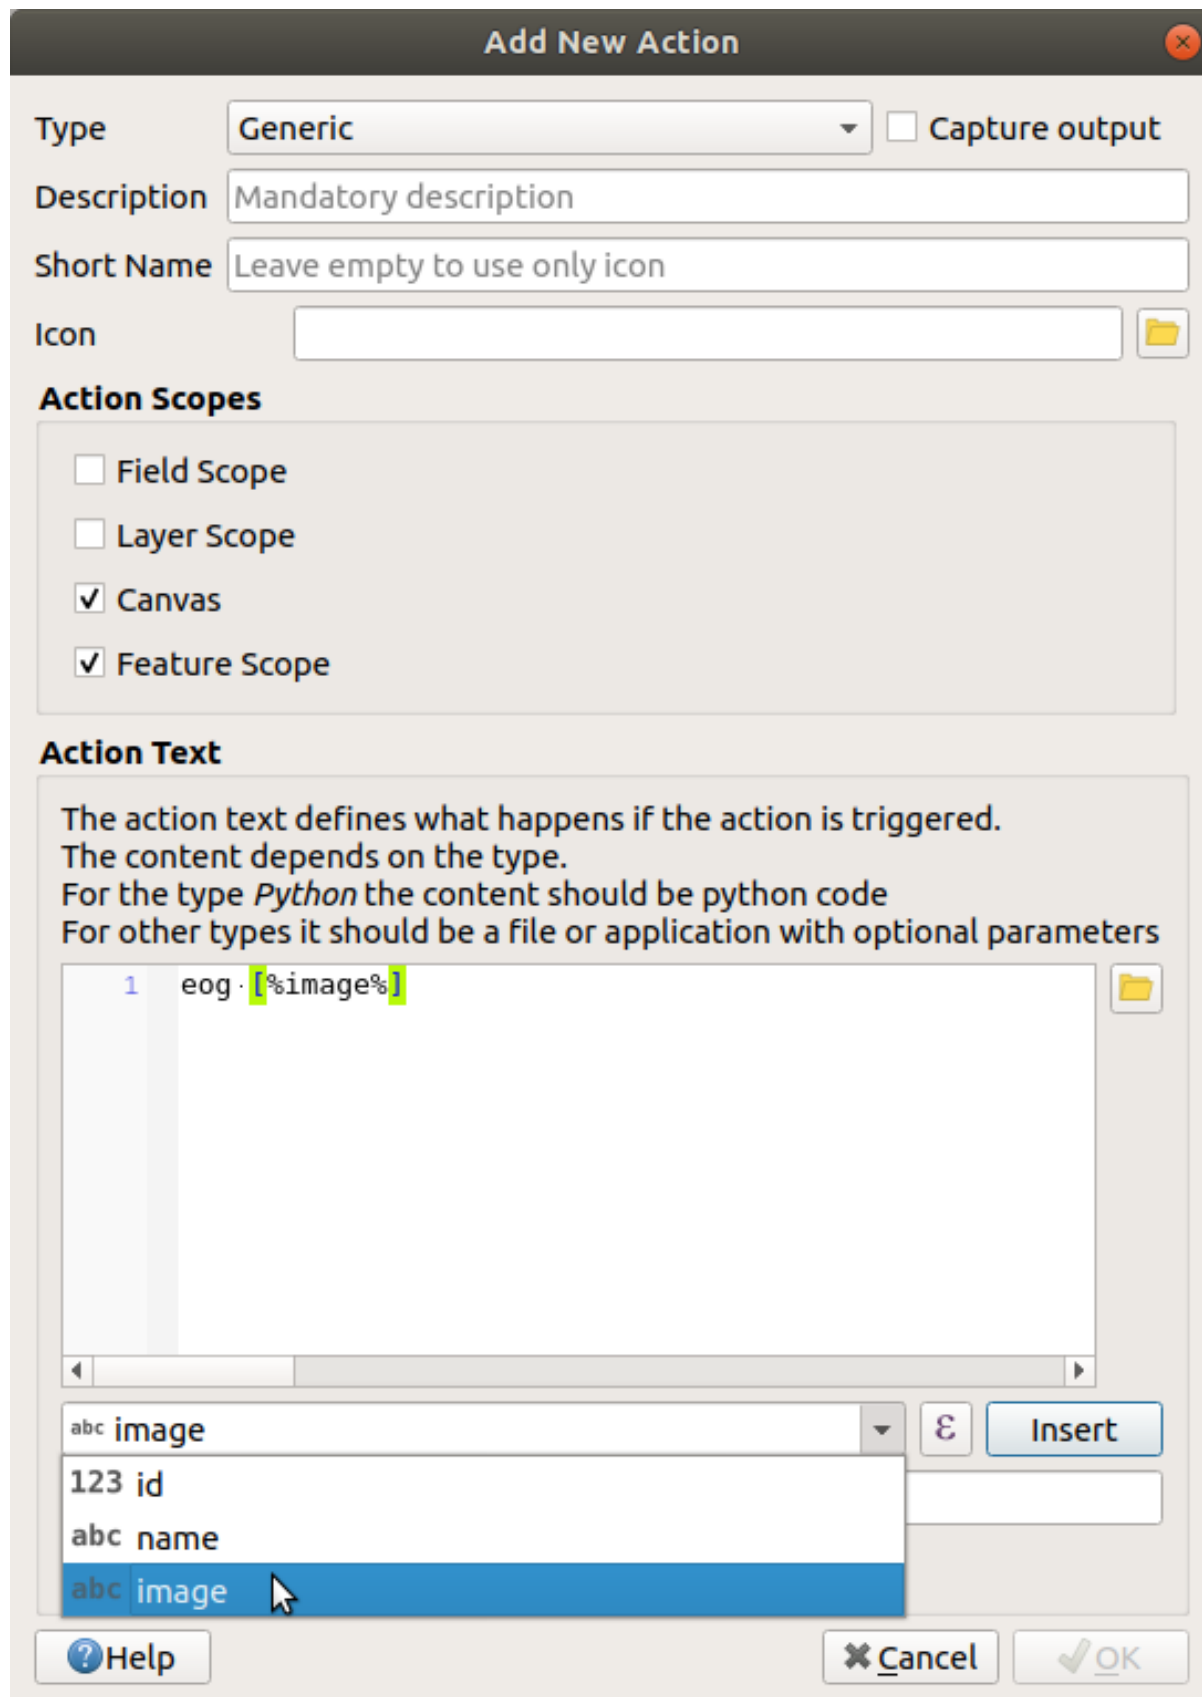 Add New Action
Type Generic Capture output
Description Mandatory description
Short Name Leave empty to use only icon
Icon
Action Scopes
Field Scope
Layer Scope
Canvas
Feature Scope
Action Text
The action text defines what happens if the action is triggered.
The content depends on the type.
For the type Python the content should be python code
For other types it should be a file or application with optional parameters
1 eog·[%image%]
abc image ε Insert
123 id
abc name
abc image
?Help Cancel OK